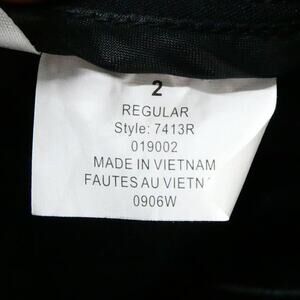 2
REGULAR
Style: 7413R
019002
MADE IN VIETNAM
FAUTES AU VIETN
0906W